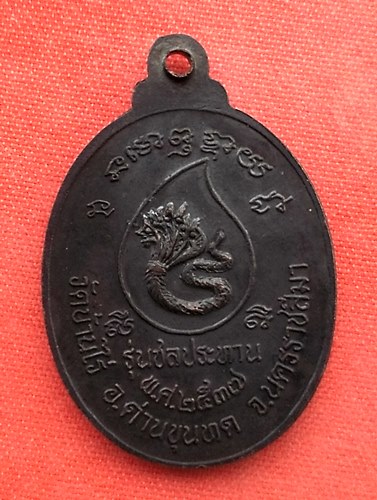 วัดบ้านไร่ อ.ด่านขุนทด จ.นครราชสีมา
รุ่นชลประทาน
พ.ศ.๒๕๓๗